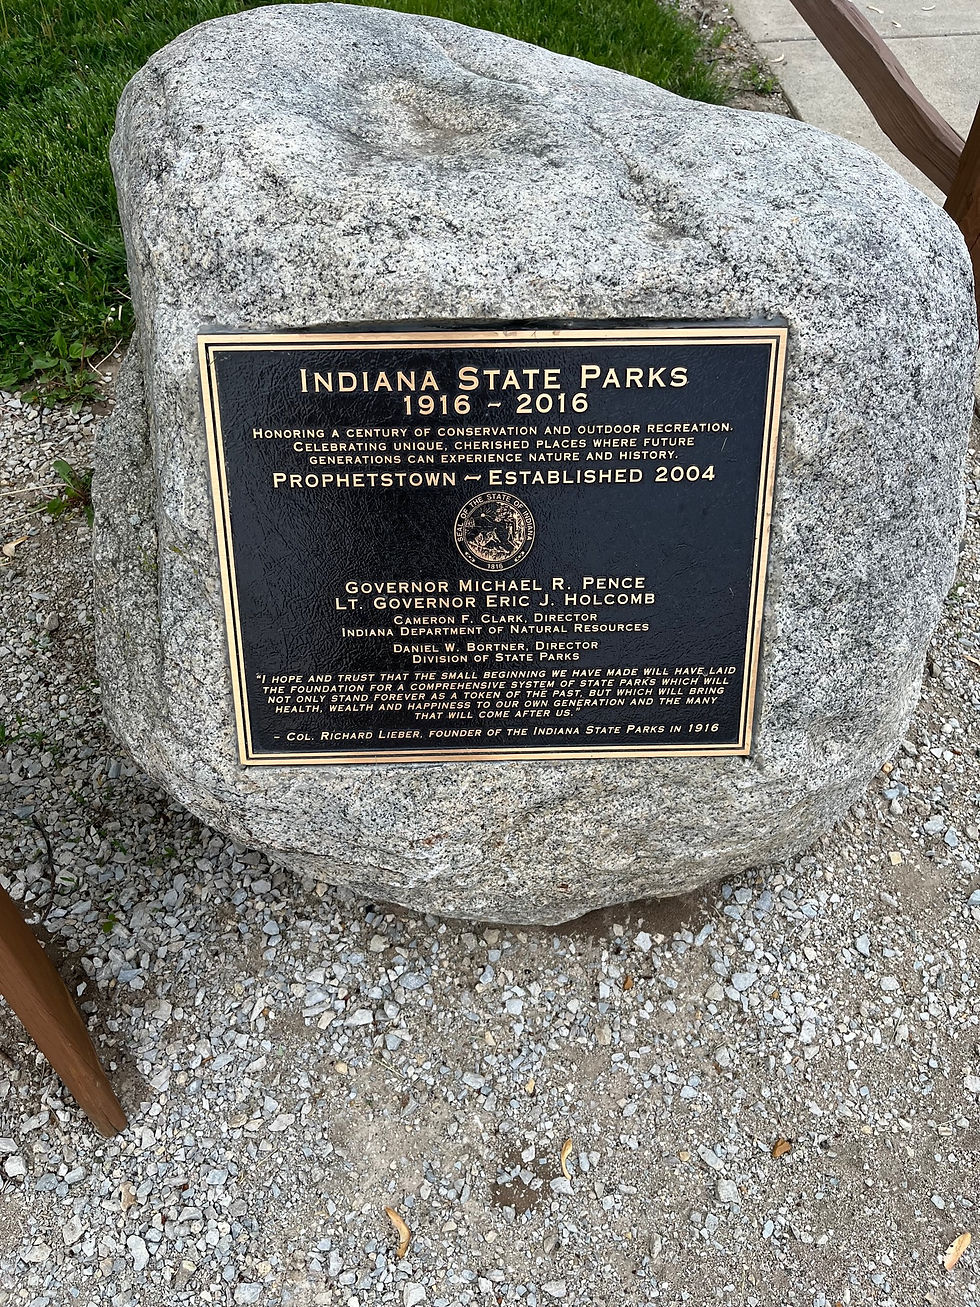 INDIANA STATE PARKS
1916 ~ 2016
HONORING A CENTURY OF CONSERVATION AND OUTDOOR RECREATION.
CELEBRATING UNIQUE, CHERISHED PLACES WHERE FUTURE
GENERATIONS CAN EXPERIENCE NATURE AND HISTORY.
PROPHETSTOWN ~ ESTABLISHED 2004
SEAL OF THE STATE OF INDIANA
1816
GOVERNOR MICHAEL R. PENCE
LT. GOVERNOR ERIC J. HOLCOMB
CAMERON F. CLARK, DIRECTOR
INDIANA DEPARTMENT OF NATURAL RESOURCES
DANIEL W. BORTNER, DIRECTOR
DIVISION OF STATE PARKS
"I HOPE AND TRUST THAT THE SMALL BEGINNING WE HAVE MADE WILL HAVE LAID
THE FOUNDATION FOR A COMPREHENSIVE SYSTEM OF STATE PARKS WHICH WILL
NOT ONLY STAND FOREVER AS A TOKEN OF THE PAST, BUT WHICH WILL BRING
HEALTH, WEALTH AND HAPPINESS TO OUR OWN GENERATION AND THE MANY
THAT WILL COME AFTER US."
~ COL. RICHARD LIEBER, FOUNDER OF THE INDIANA STATE PARKS IN 1916